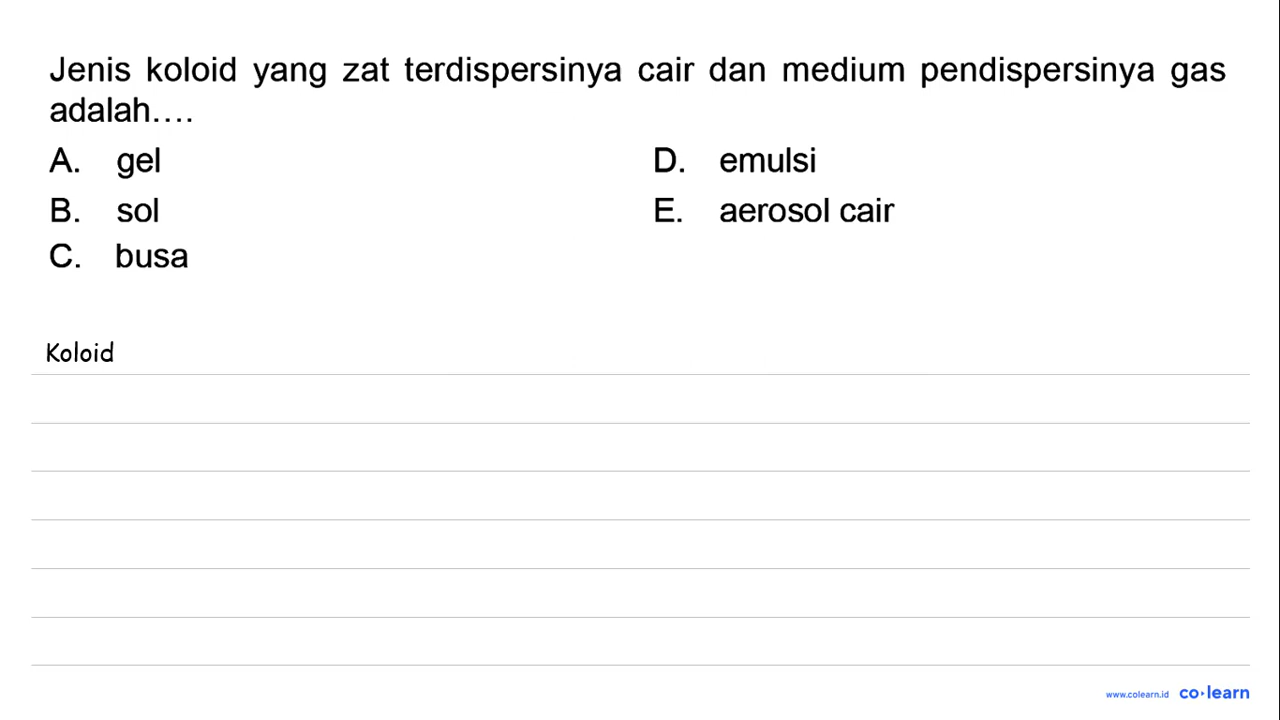 Jenis koloid yang zat terdispersinya cair dan medium pendispersinya gas
adalah....
A. gel
B. sol
C. busa
D. emulsi
E. aerosol cair
Koloid
www.colearn.id co learn